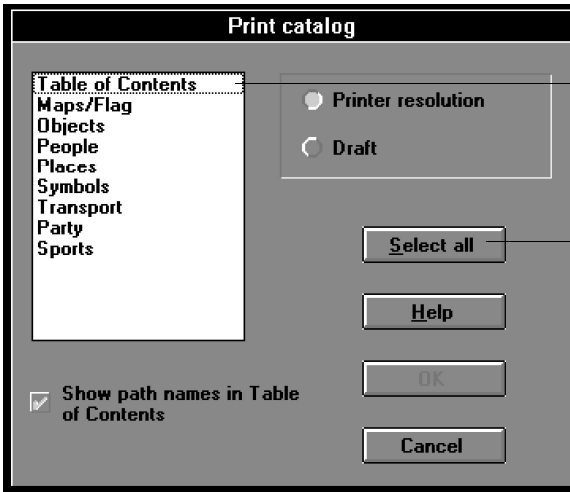 Print catalog
Table of Contents
Maps/Flag
Objects
People
Places
Symbols
Transport
Party
Sports
Printer resolution
Draft
Select all
Help
OK
Cancel
Show path names in Table
of Contents